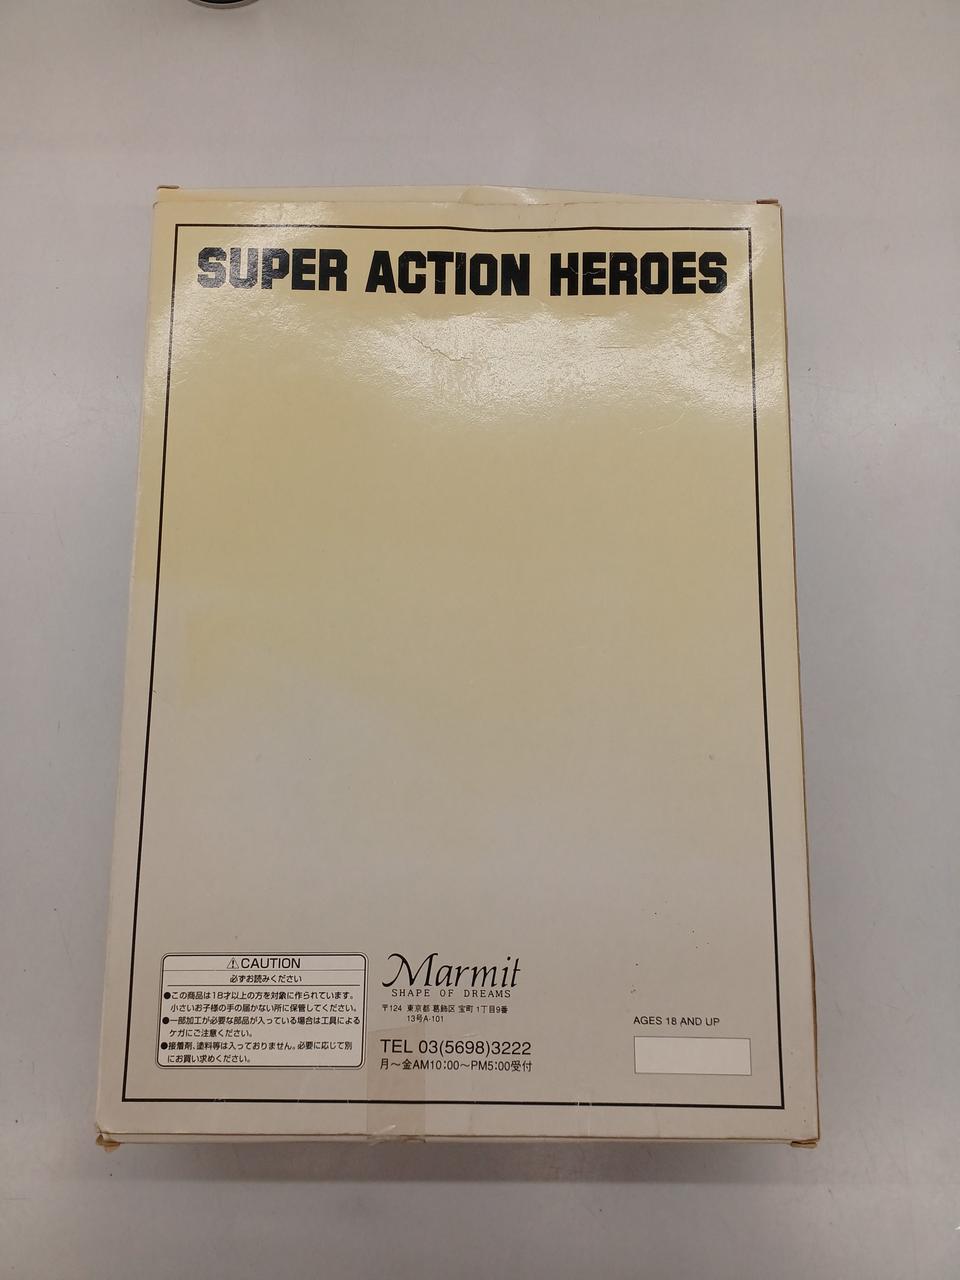 SUPER ACTION HEROES
⚠CAUTION
必ずお読みください
●この商品は18才以上の方を対象に作られています。
小さいお子様の手の届かない所に保管してください。
●一部加工が必要な部品が入っている場合は工具による
ケガにご注意ください。
●接着剤、塗料等は入っておりません。必要に応じて別
にお買い求めください。
Marmit
SHAPE OF DREAMS
〒124 東京都 葛飾区 宝町 1丁目9番
13号A-101
TEL 03(5698)3222
月～金AM10:00～PM5:00受付
AGES 18 AND UP